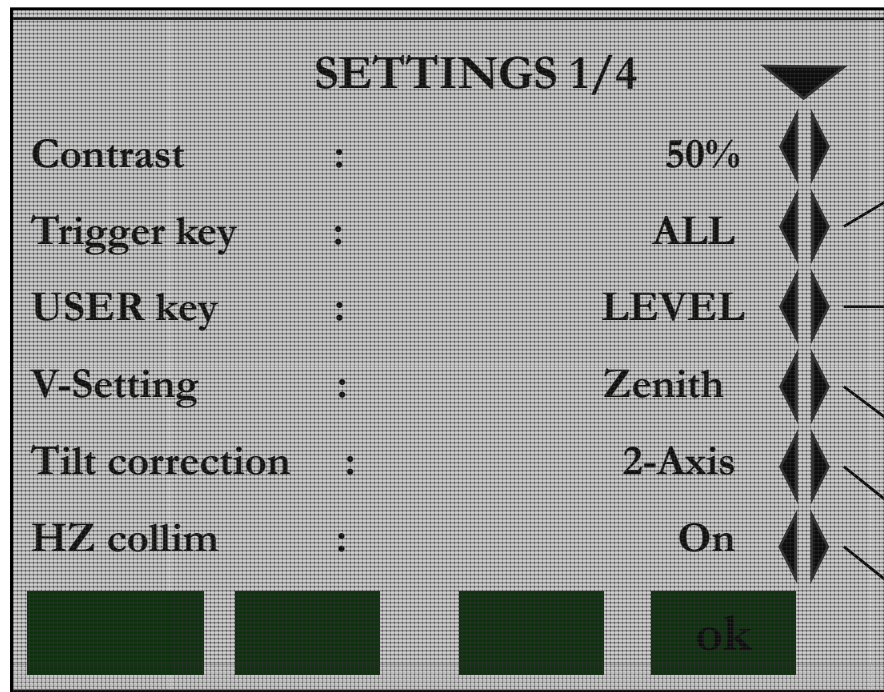 SETTINGS 1/4
Contrast : 50%
Trigger key : ALL
USER key : LEVEL
V-Setting : Zenith
Tilt correction : 2-Axis
HZ collim : On
ok